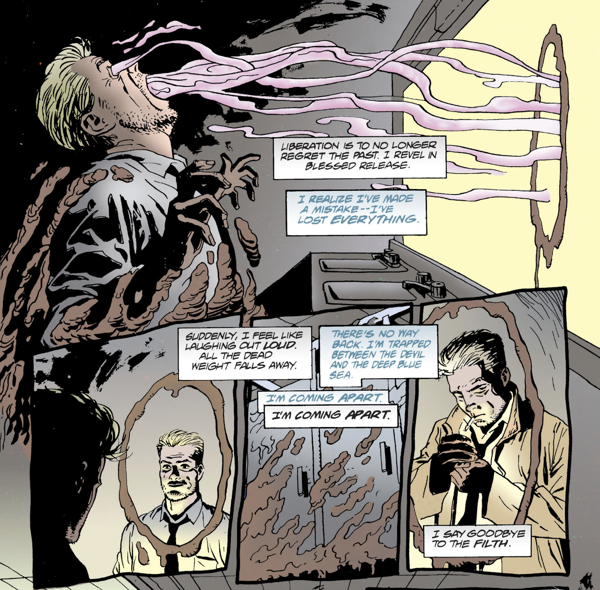 LIBERATION IS TO NO LONGER
REGRET THE PAST. I REVEL IN
BLESSED RELEASE.
I REALIZE I'VE MADE
A MISTAKE--I'VE
LOST EVERYTHING.
SUDDENLY, I FEEL LIKE
LAUGHING OUT LOUD.
ALL THE DEAD
WEIGHT FALLS AWAY.
THERE'S NO WAY
BACK. I'M TRAPPED
BETWEEN THE DEVIL
AND THE DEEP BLUE
SEA.
I'M COMING APART.
I'M COMING APART.
I SAY GOODBYE
TO THE FILTH.